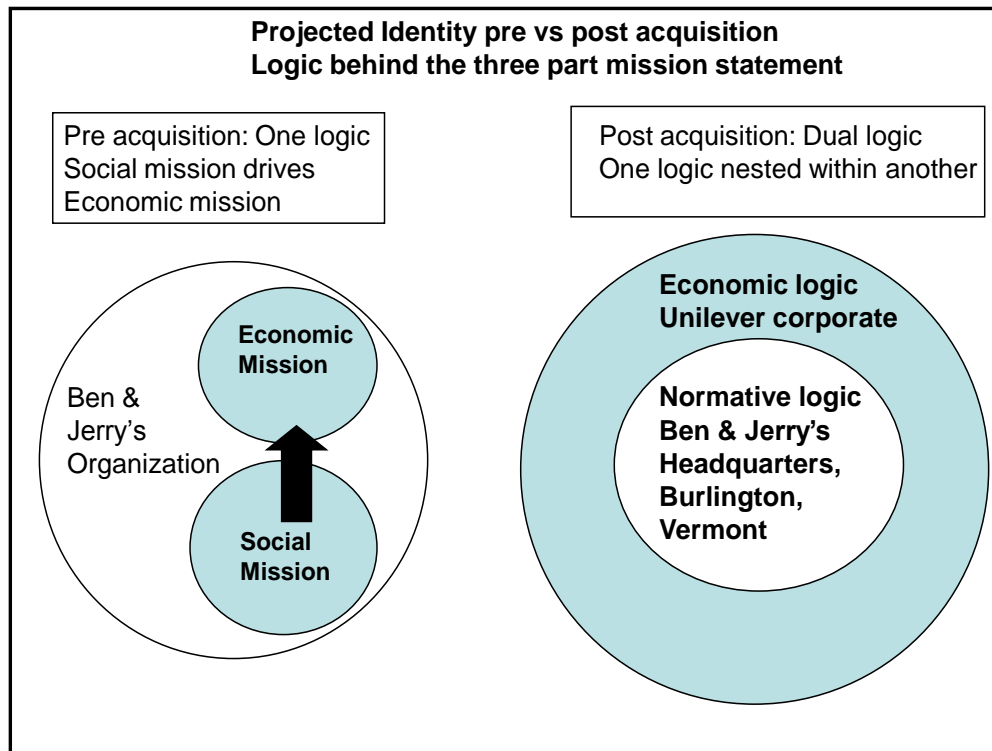 Projected Identity pre vs post acquisition
Logic behind the three part mission statement
Pre acquisition: One logic
Social mission drives
Economic mission
Post acquisition: Dual logic
One logic nested within another
Ben &
Jerry's
Organization
Economic
Mission
Social
Mission
Economic logic
Unilever corporate
Normative logic
Ben & Jerry's
Headquarters,
Burlington,
Vermont